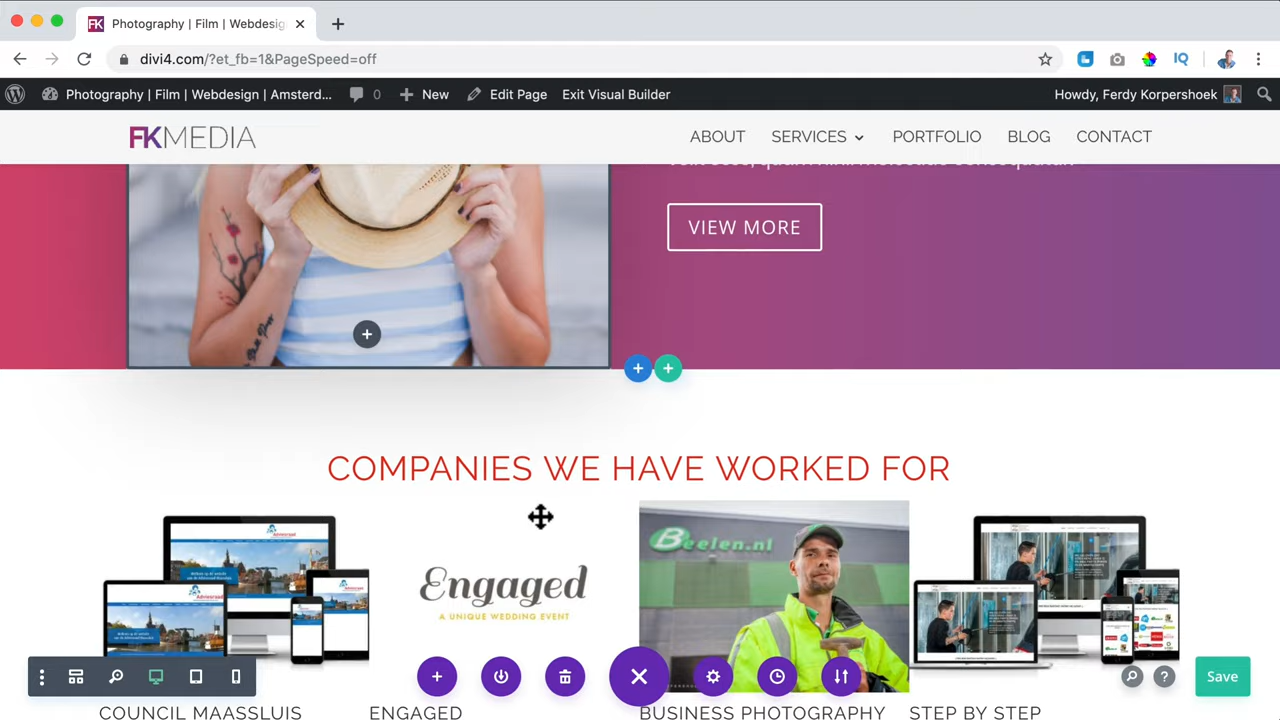 FK Photography | Film | Webdesig
divi4.com/?et_fb=1&PageSpeed=off
IQ
Photography | Film | Webdesign | Amsterd... 0 New Edit Page Exit Visual Builder Howdy, Ferdy Korpershoek
FKMEDIA ABOUT SERVICES PORTFOLIO BLOG CONTACT
VIEW MORE
COMPANIES WE HAVE WORKED FOR
Beelen.nl
Engaged
A UNIQUE WEDDING EVENT
Save
COUNCIL MAASSLUIS ENGAGED BUSINESS PHOTOGRAPHY STEP BY STEP